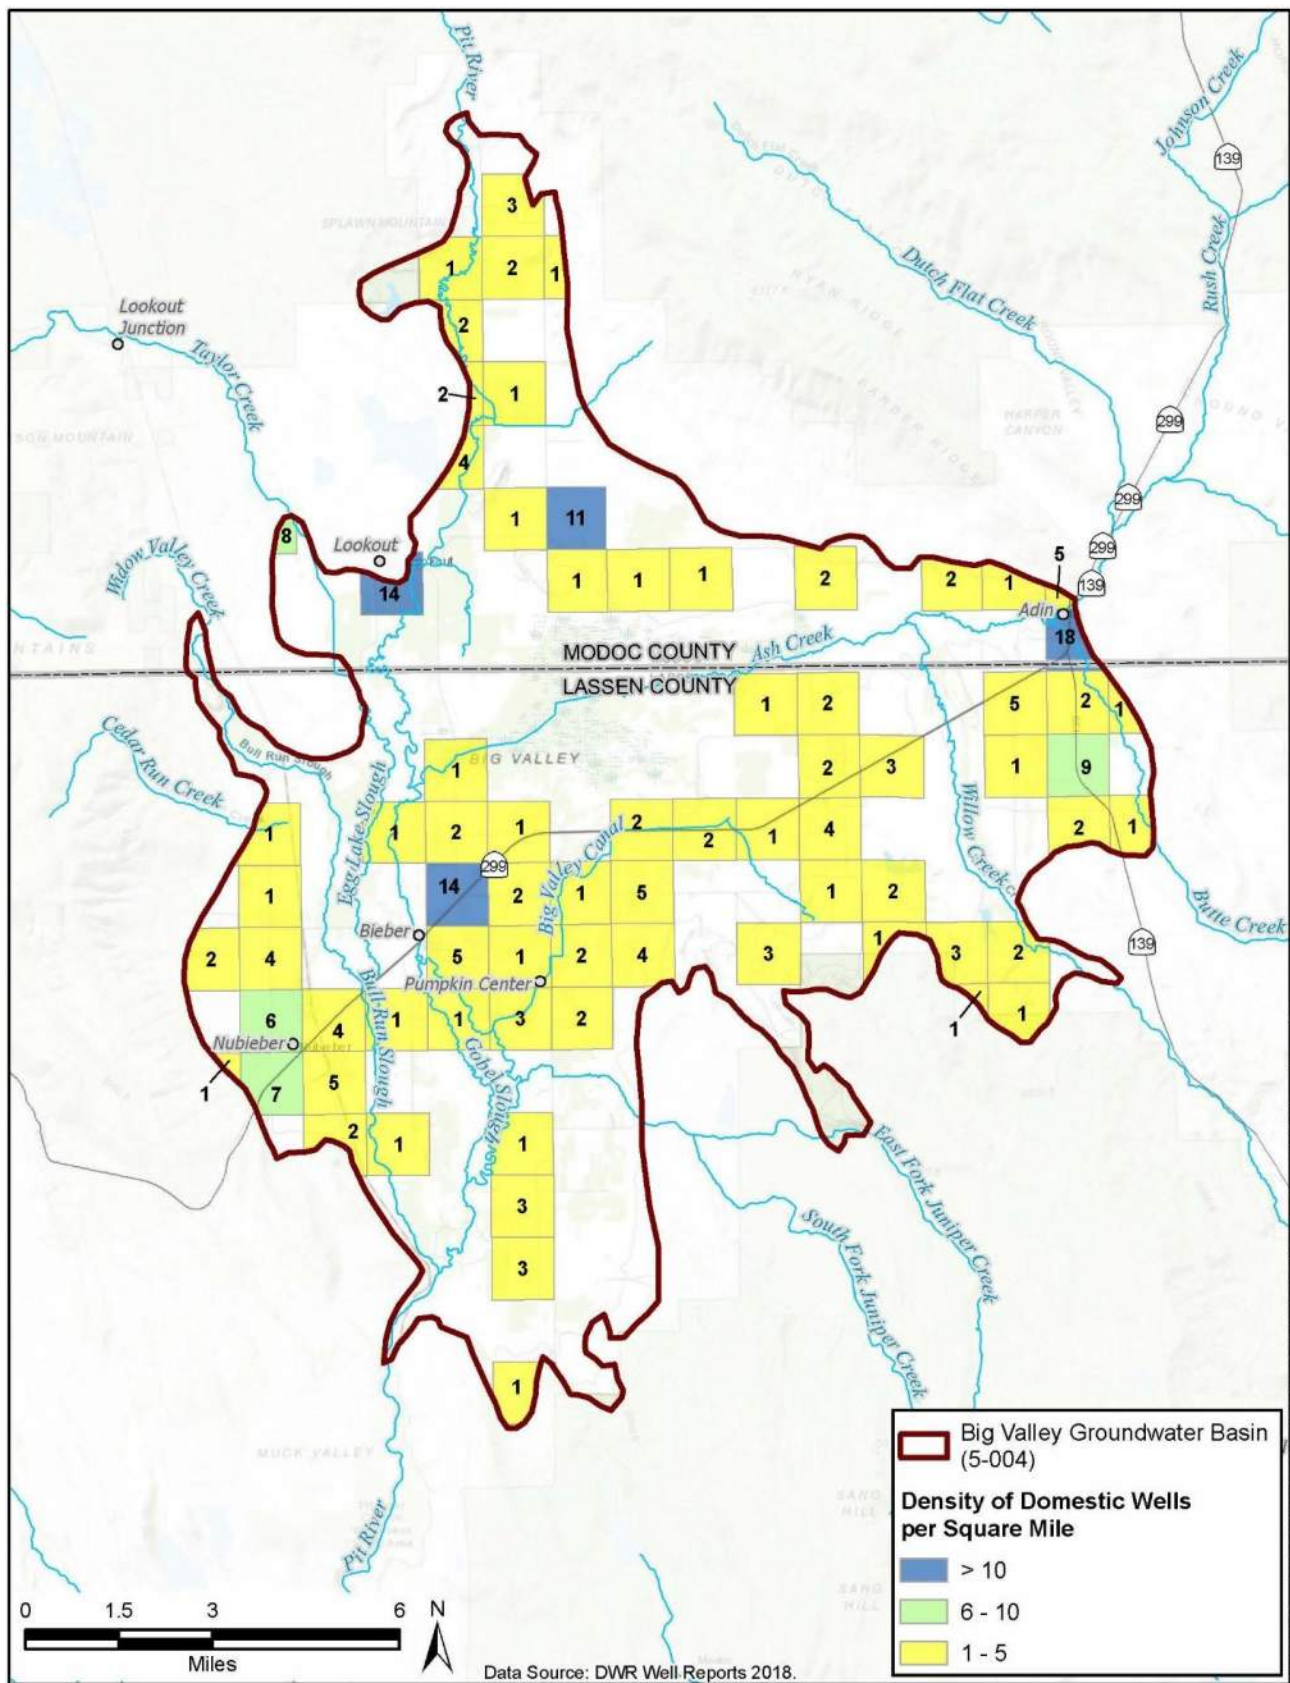 Pit River
Johnson Creek
139
SPLAWN MOUNTAIN
3
Rush Creek
1
2
1
Dutch Flat Creek
Lookout
Junction
2
Taylor Creek
2
1
HARPER
CANYON
299
4
299
1
11
8
Lookout
299
5
Widow Valley Creek
1
1
1
2
2
1
139
14
Adin
18
MODOC COUNTY
Ash Creek
LASSEN COUNTY
1
2
5
2
1
Cedar Run Creek
Bull Run Slough
BIG VALLEY
1
2
3
1
9
Egg Lake Slough
Willow Creek
1
1
2
1
2
2
1
4
2
1
Big Valley Canal
299
1
14
2
1
5
1
2
Butte Creek
Bieber
2
4
5
1
2
4
3
1
3
2
139
Pumpkin Center
6
4
1
1
3
2
1
1
Nubieber
Bull Run Slough
Gobel Slough
1
7
5
2
1
1
East Fork Juniper Creek
3
South Fork Juniper Creek
3
1
MUCK VALLEY
Pit River
Big Valley Groundwater Basin
(5-004)
Density of Domestic Wells
per Square Mile
> 10
6 - 10
1 - 5
0 1.5 3 6
Miles
N
Data Source: DWR Well Reports 2018.